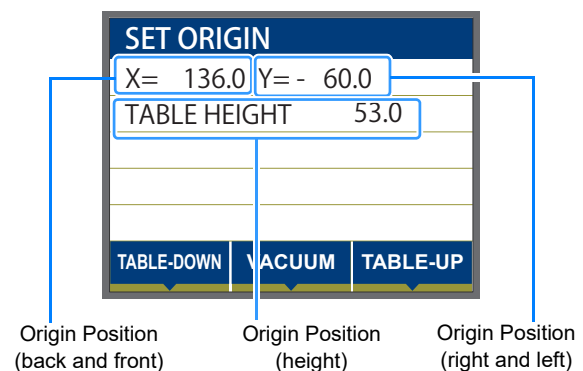 SET ORIGIN
X= 136.0 Y= - 60.0
TABLE HEIGHT 53.0
TABLE-DOWN VACUUM TABLE-UP
Origin Position Origin Position Origin Position
(back and front) (height) (right and left)